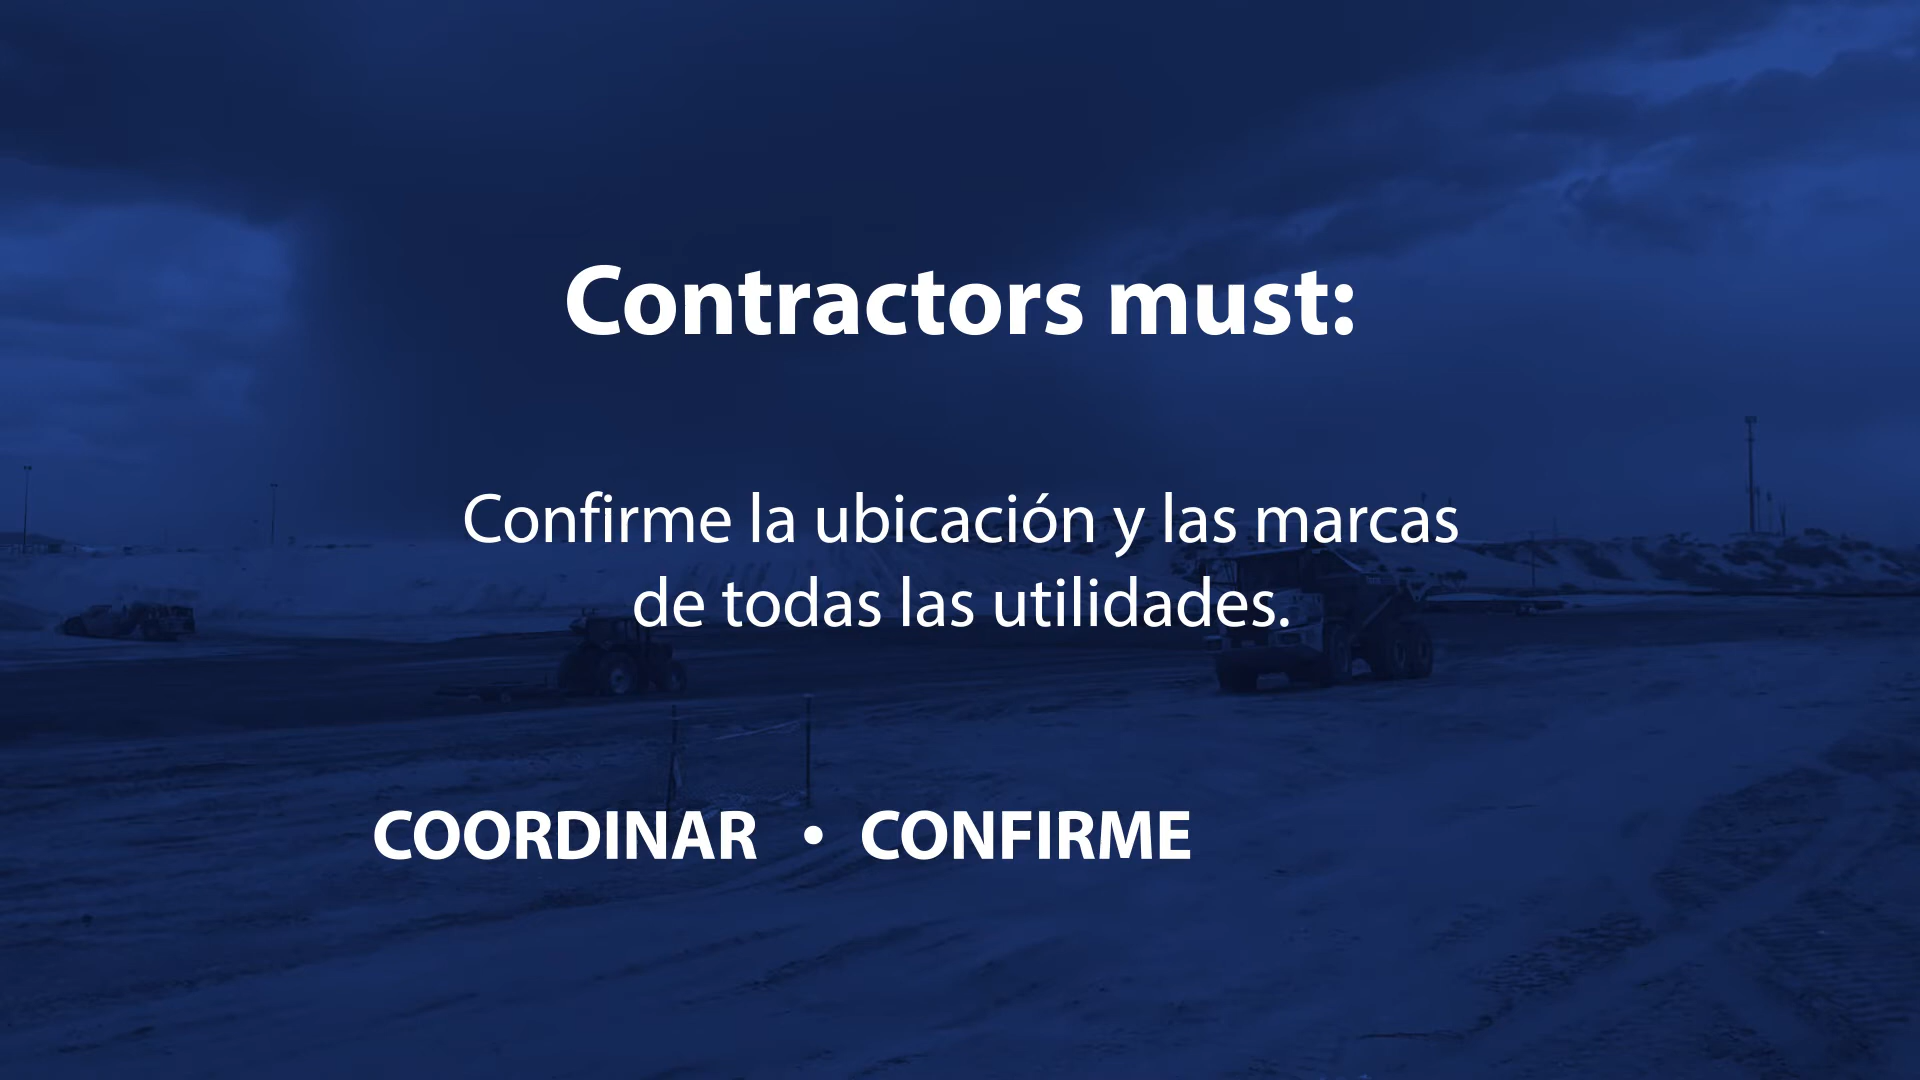 Contractors must:
Confirme la ubicación y las marcas
de todas las utilidades.
COORDINAR • CONFIRME